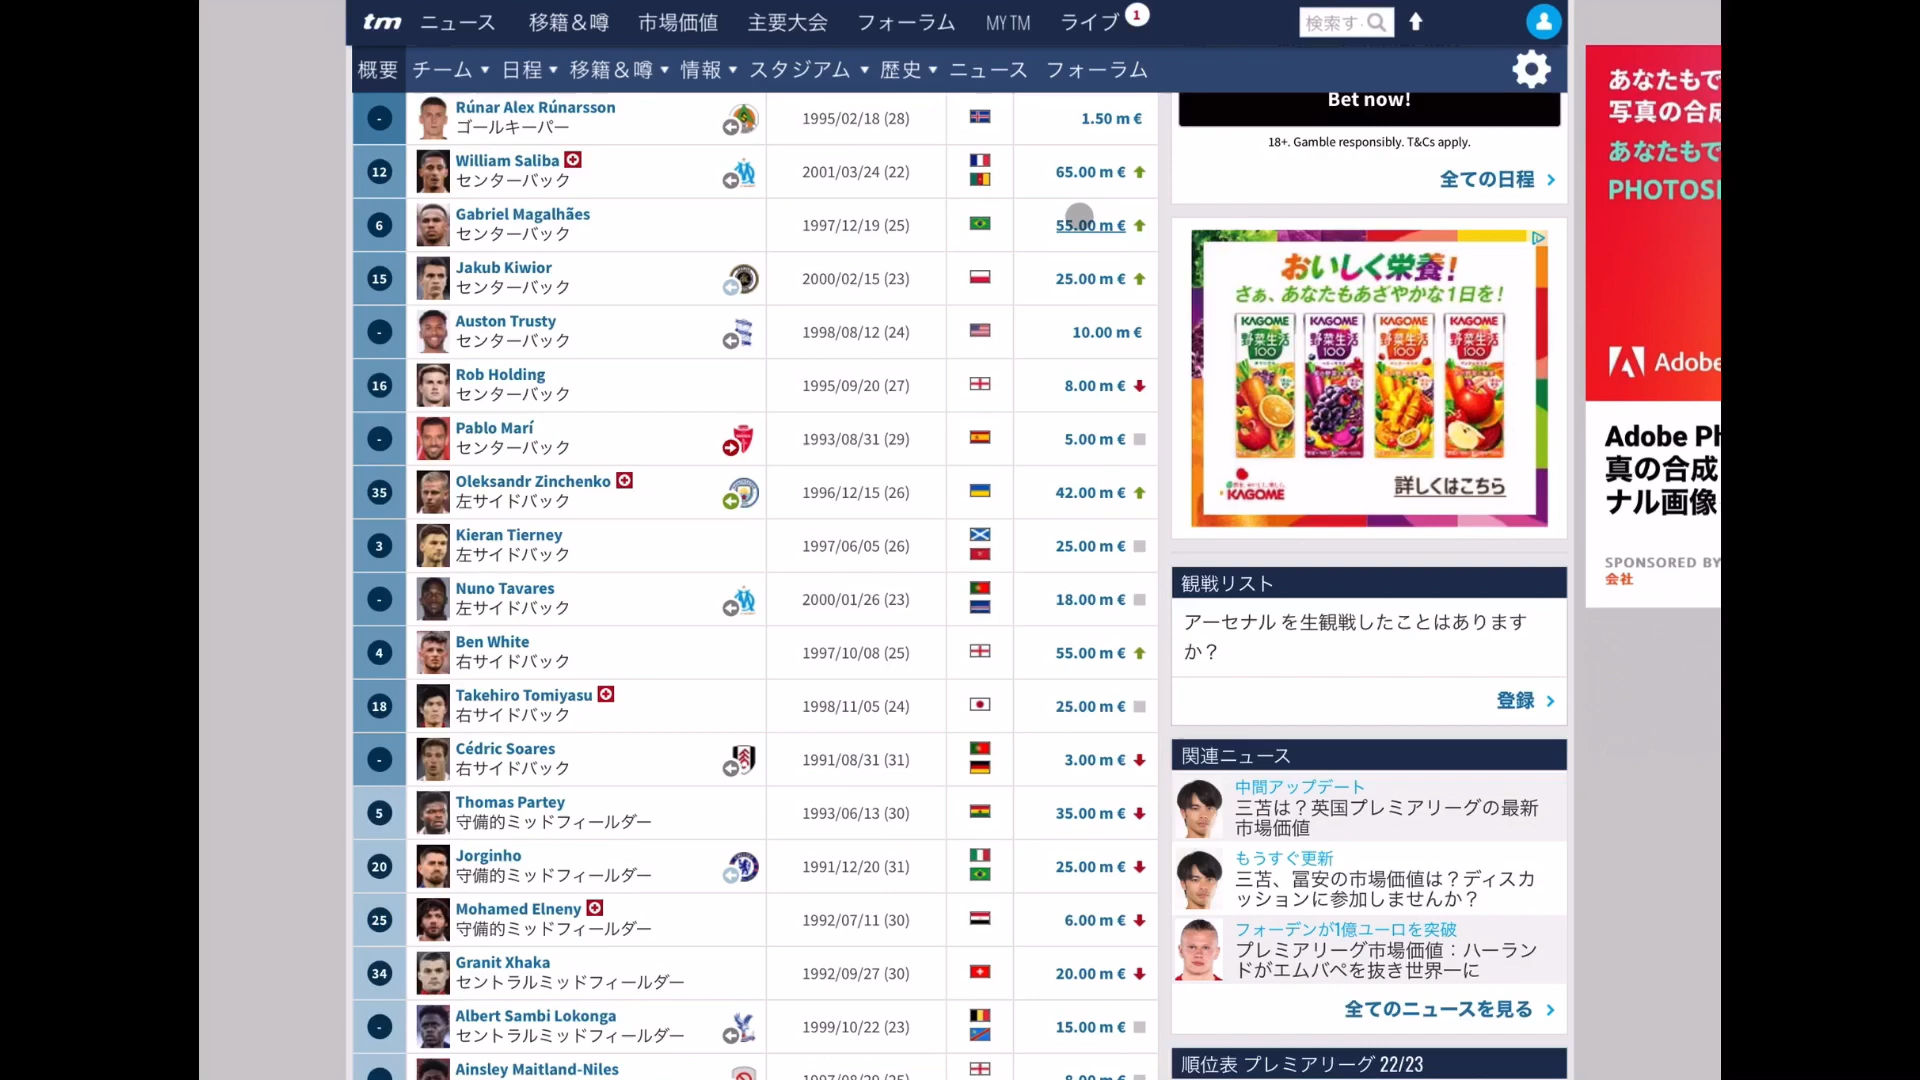 tm ニュース 移籍&噂 市場価値 主要大会 フォーラム MY TM ライブ 1 検索す
概要 チーム 日程 移籍&噂 情報 スタジアム 歴史 ニュース フォーラム
- Rúnar Alex Rúnarsson 1995/02/18 (28) 1.50 m €
ゴールキーパー
12 William Saliba 2001/03/24 (22) 65.00 m €
センターバック
6 Gabriel Magalhães 1997/12/19 (25) 55.00 m €
センターバック
15 Jakub Kiwior 2000/02/15 (23) 25.00 m €
センターバック
- Auston Trusty 1998/08/12 (24) 10.00 m €
センターバック
16 Rob Holding 1995/09/20 (27) 8.00 m €
センターバック
- Pablo Marí 1993/08/31 (29) 5.00 m €
センターバック
35 Oleksandr Zinchenko 1996/12/15 (26) 42.00 m €
左サイドバック
3 Kieran Tierney 1997/06/05 (26) 25.00 m €
左サイドバック
- Nuno Tavares 2000/01/26 (23) 18.00 m €
左サイドバック
4 Ben White 1997/10/08 (25) 55.00 m €
右サイドバック
18 Takehiro Tomiyasu 1998/11/05 (24) 25.00 m €
右サイドバック
- Cédric Soares 1991/08/31 (31) 3.00 m €
右サイドバック
5 Thomas Partey 1993/06/13 (30) 35.00 m €
守備的ミッドフィールダー
20 Jorginho 1991/12/20 (31) 25.00 m €
守備的ミッドフィールダー
25 Mohamed Elneny 1992/07/11 (30) 6.00 m €
守備的ミッドフィールダー
34 Granit Xhaka 1992/09/27 (30) 20.00 m €
セントラルミッドフィールダー
- Albert Sambi Lokonga 1999/10/22 (23) 15.00 m €
セントラルミッドフィールダー
Ainsley Maitland-Niles
Bet now!
18+. Gamble responsibly. T&Cs apply.
全ての日程
おいしく栄養!
さぁ、あなたもあざやかな1日を!
KAGOME KAGOME KAGOME KAGOME
野菜生活 野菜生活 野菜生活 野菜生活
100 100 100 100
KAGOME 詳しくはこちら
観戦リスト
アーセナル を生観戦したことはあります
か？
登録
関連ニュース
中間アップデート
三苫は？英国プレミアリーグの最新
市場価値
もうすぐ更新
三苫、冨安の市場価値は？ディスカ
ッションに参加しませんか？
フォーデンが1億ユーロを突破
プレミアリーグ市場価値：ハーラン
ドがエムバペを抜き世界一に
全てのニュースを見る
順位表 プレミアリーグ 22/23
あなたもで
写真の合成
あなたもで
PHOTOS
Adobe
Adobe Ph
真の合成
ナル画像
SPONSORED BY
会社